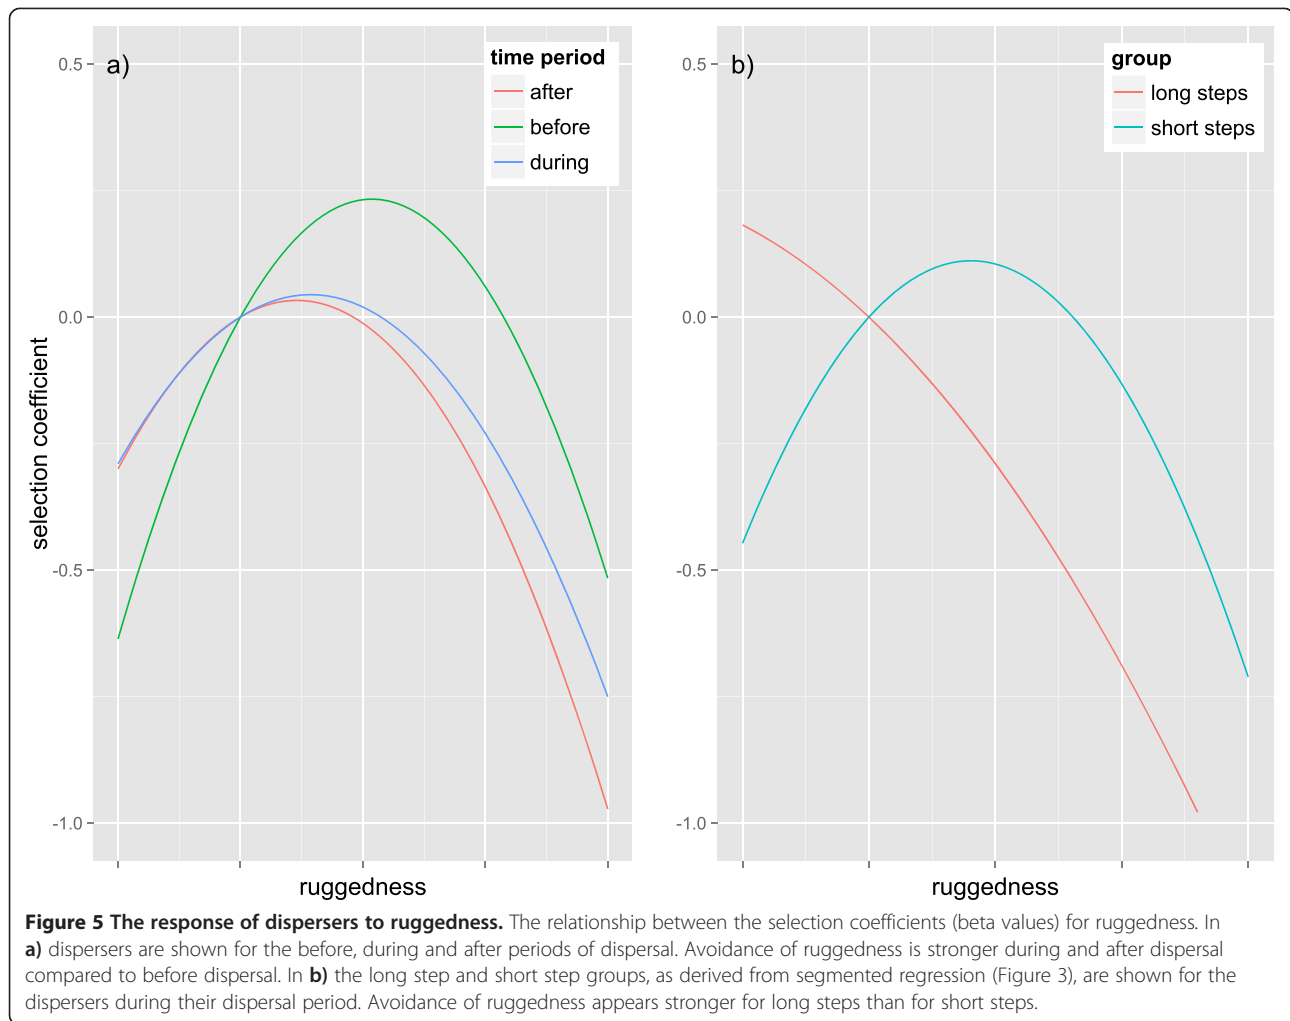 a)
time period
after
before
during
0.5
0.0
-0.5
-1.0
selection coefficient
ruggedness
b)
group
long steps
short steps
0.5
0.0
-0.5
-1.0
ruggedness
Figure 5 The response of dispersers to ruggedness. The relationship between the selection coefficients (beta values) for ruggedness. In
a) dispersers are shown for the before, during and after periods of dispersal. Avoidance of ruggedness is stronger during and after dispersal
compared to before dispersal. In b) the long step and short step groups, as derived from segmented regression (Figure 3), are shown for the
dispersers during their dispersal period. Avoidance of ruggedness appears stronger for long steps than for short steps.